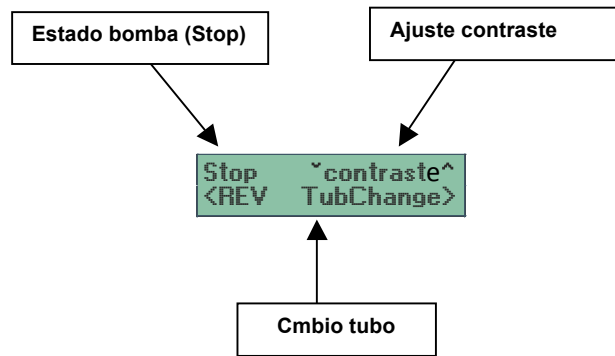 Estado bomba (Stop)
Ajuste contraste
Stop ˇcontraste^
<REV TubChange>
Cmbio tubo